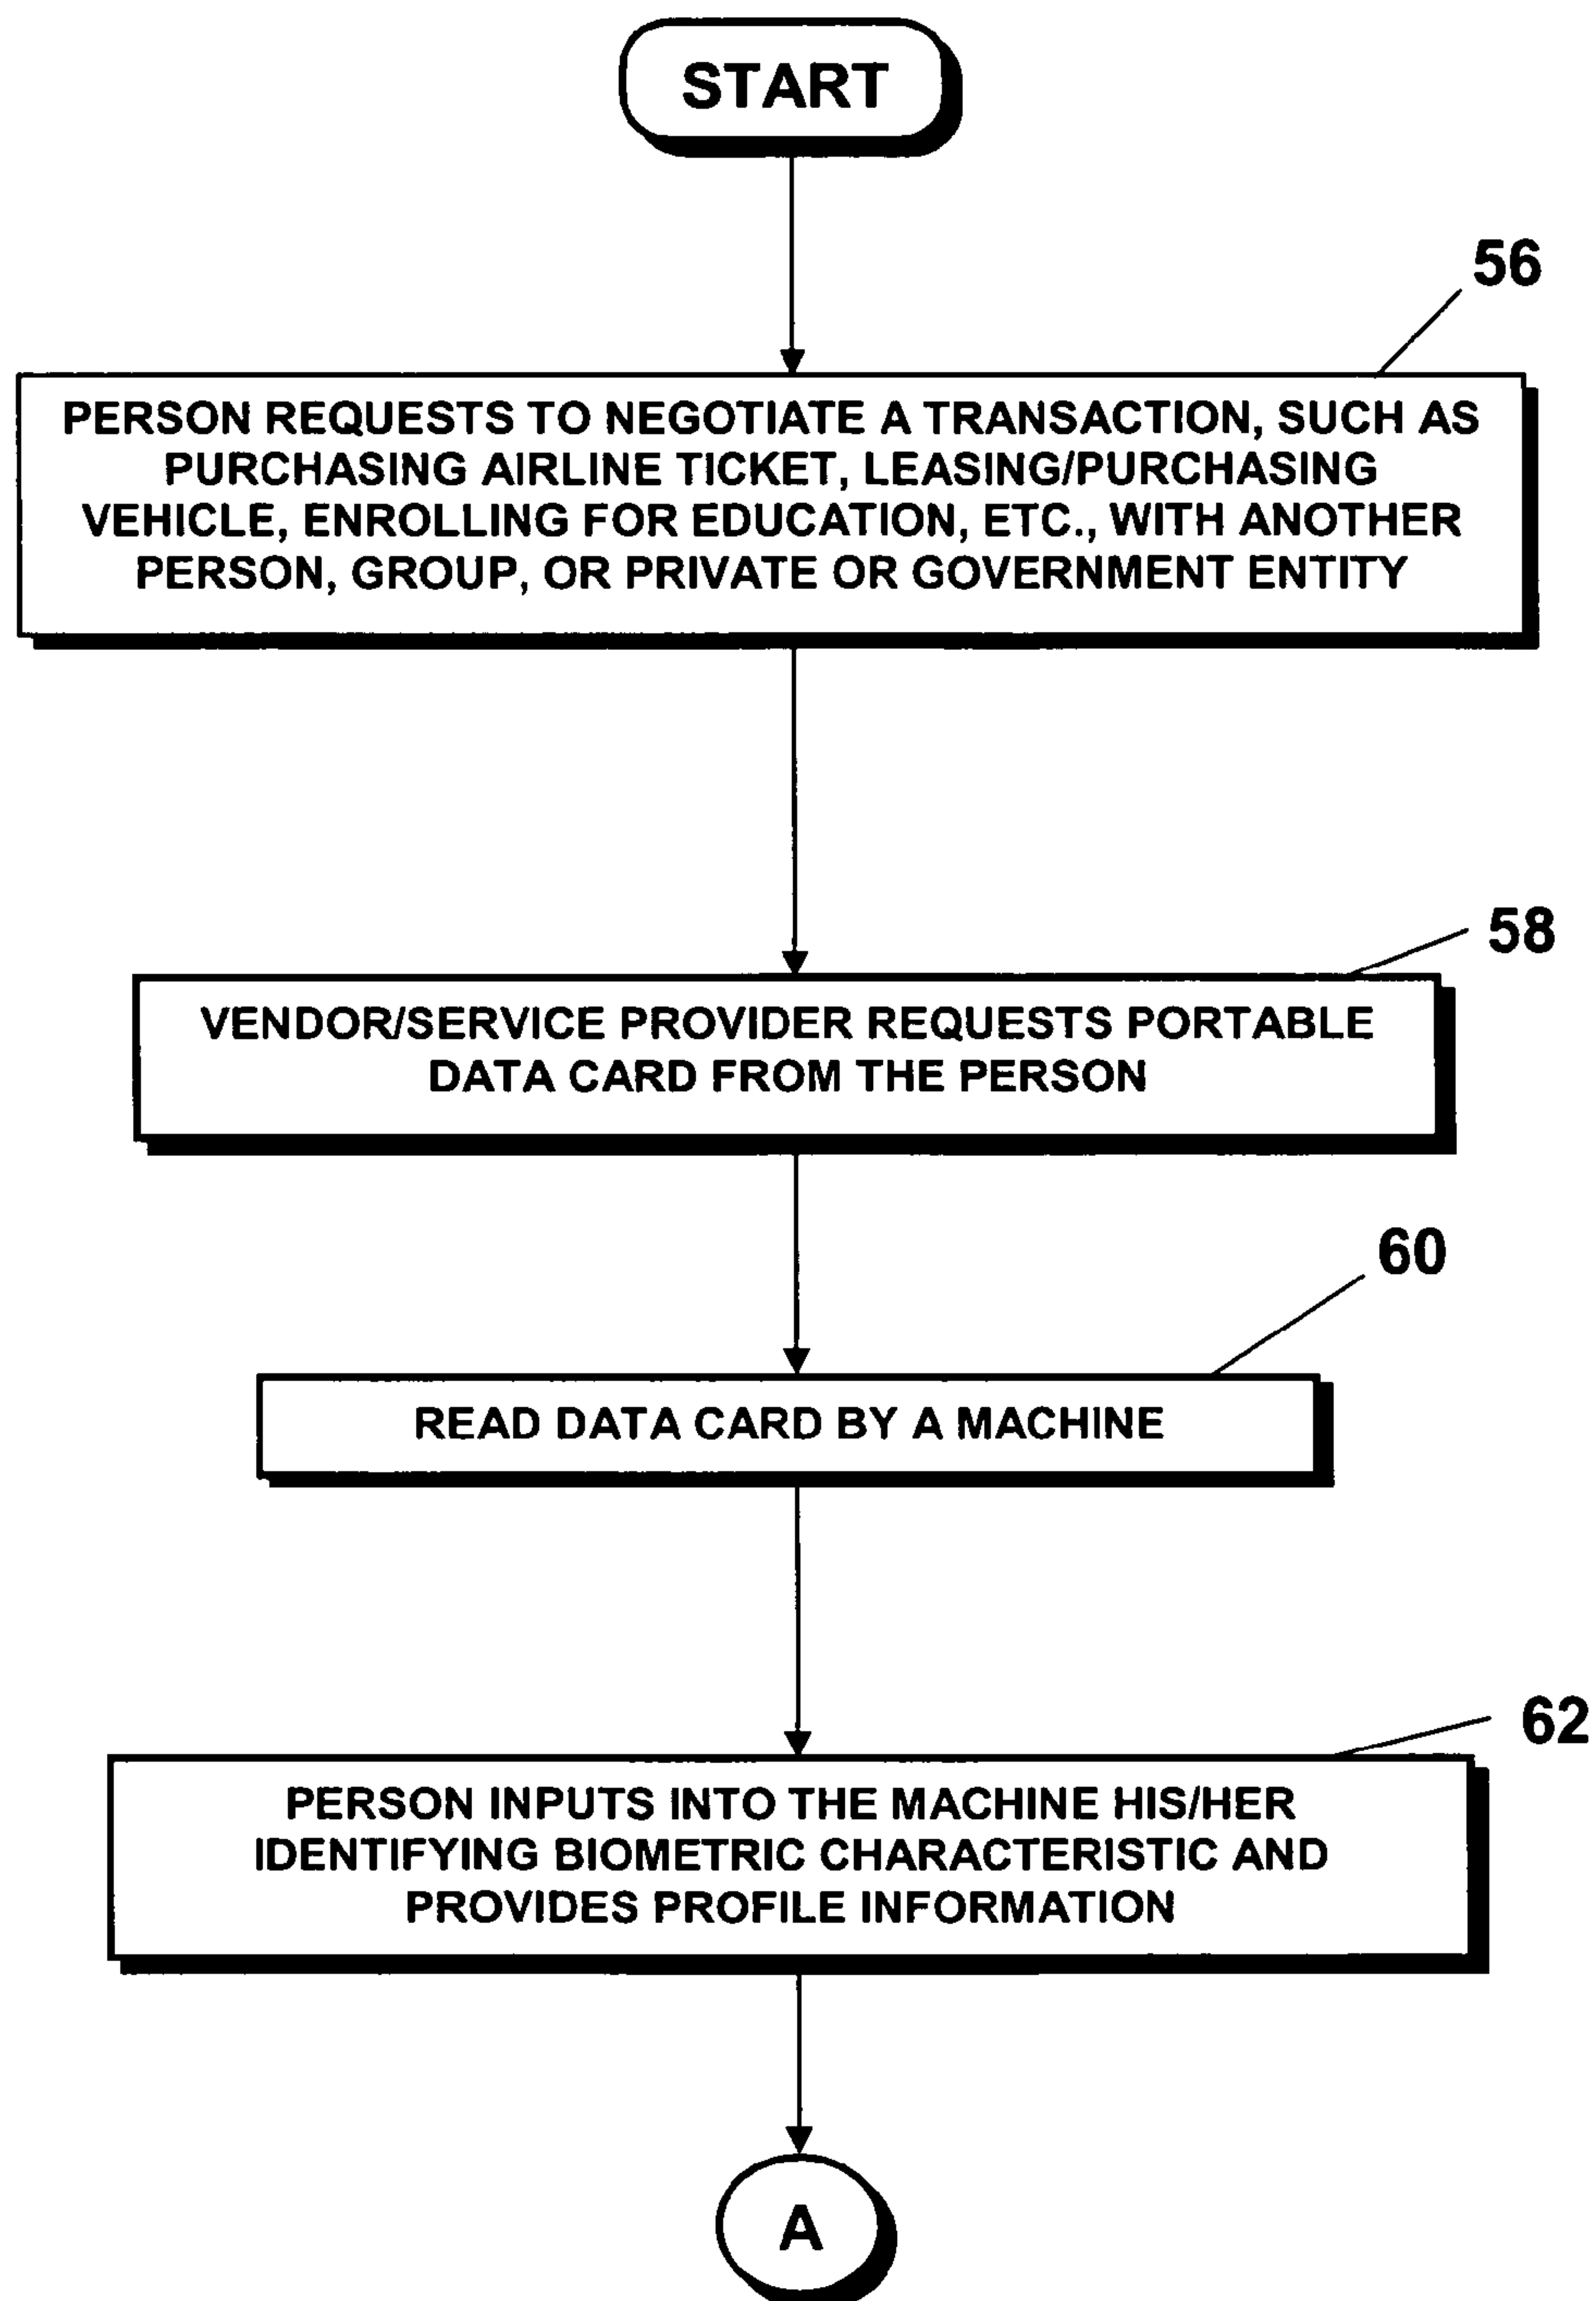 START
56
PERSON REQUESTS TO NEGOTIATE A TRANSACTION, SUCH AS
PURCHASING AIRLINE TICKET, LEASING/PURCHASING
VEHICLE, ENROLLING FOR EDUCATION, ETC., WITH ANOTHER
PERSON, GROUP, OR PRIVATE OR GOVERNMENT ENTITY
58
VENDOR/SERVICE PROVIDER REQUESTS PORTABLE
DATA CARD FROM THE PERSON
60
READ DATA CARD BY A MACHINE
62
PERSON INPUTS INTO THE MACHINE HIS/HER
IDENTIFYING BIOMETRIC CHARACTERISTIC AND
PROVIDES PROFILE INFORMATION
A